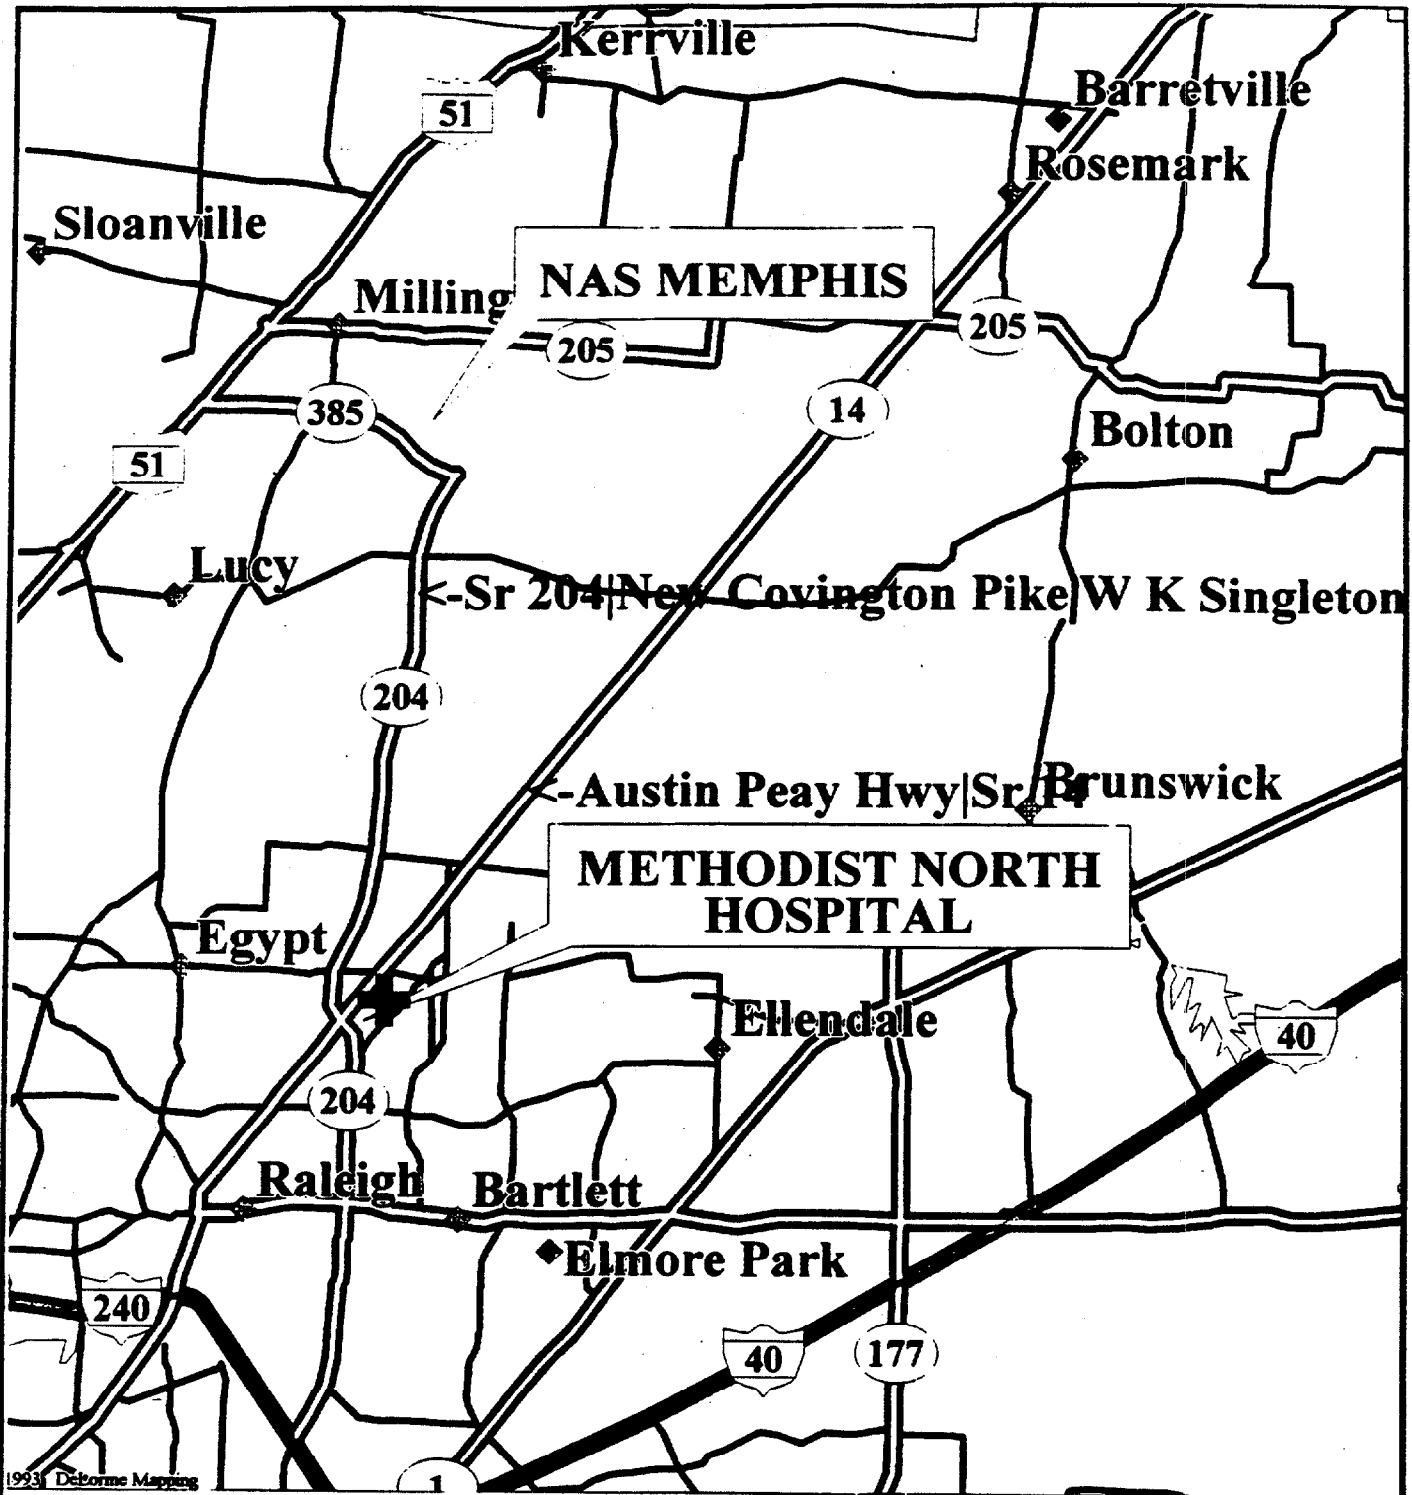 Kerrville
Barretville
51
Rosemark
Sloanville
NAS MEMPHIS
Milling
205
205
385
14
Bolton
51
Lucy
<-Sr 204|New Covington Pike W K Singleton
204
<-Austin Peay Hwy|Sr 14
Brunswick
METHODIST NORTH
HOSPITAL
Egypt
Ellendale
40
204
Raleigh
Bartlett
Elmore Park
240
40
177
1
1993 DeLorme Mapping